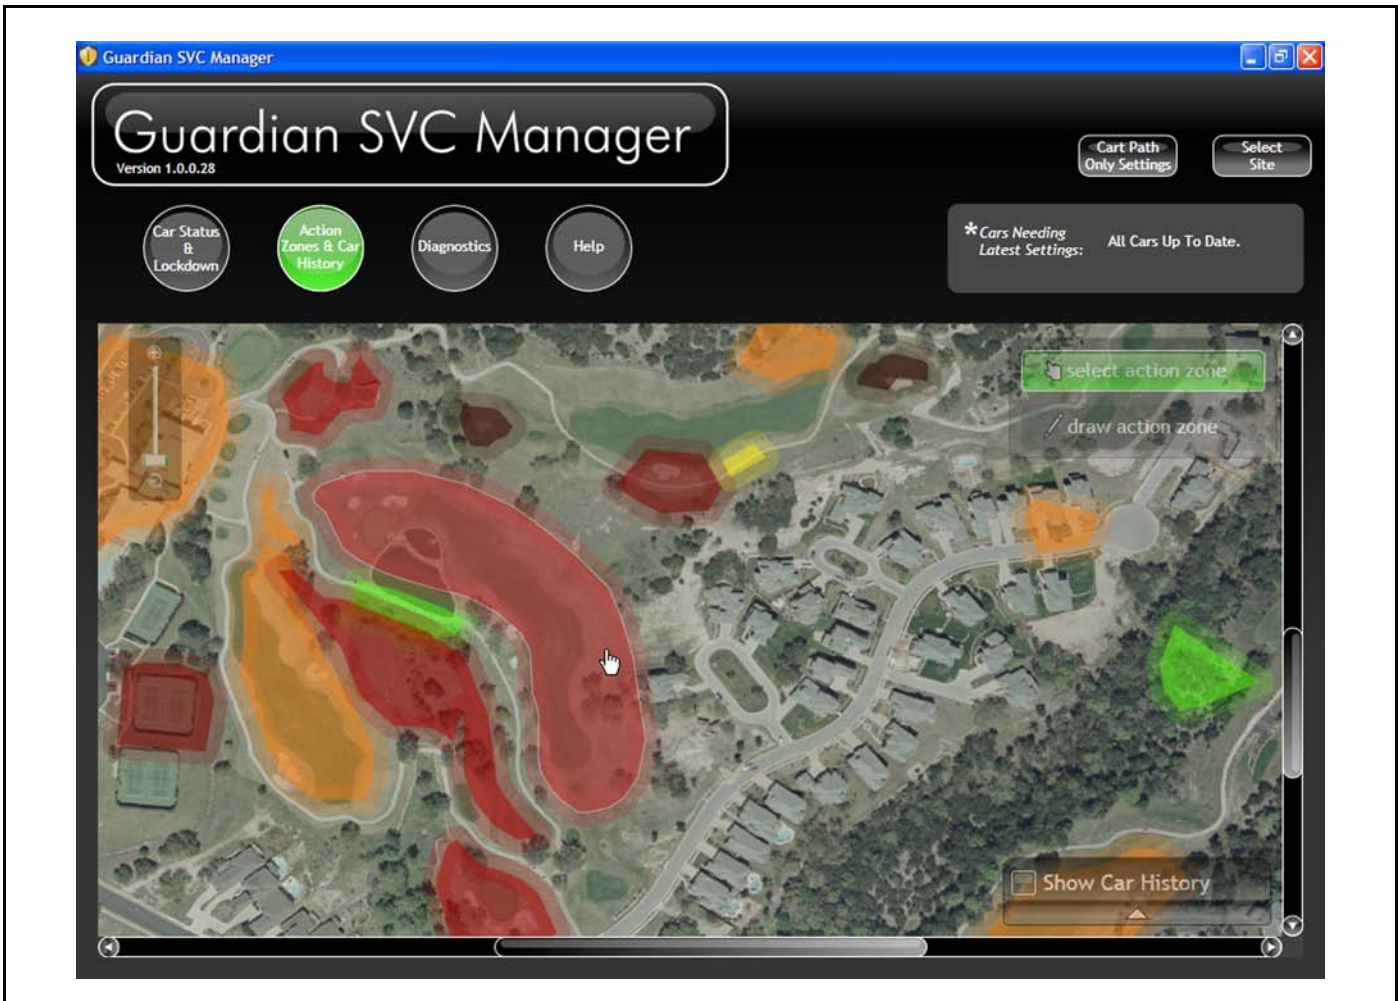 Guardian SVC Manager
Guardian SVC Manager
Version 1.0.0.28
Cart Path
Only Settings
Select
Site
Car Status
&
Lockdown
Action
Zones & Car
History
Diagnostics
Help
*Cars Needing
Latest Settings:
All Cars Up To Date.
select action zone
draw action zone
Show Car History